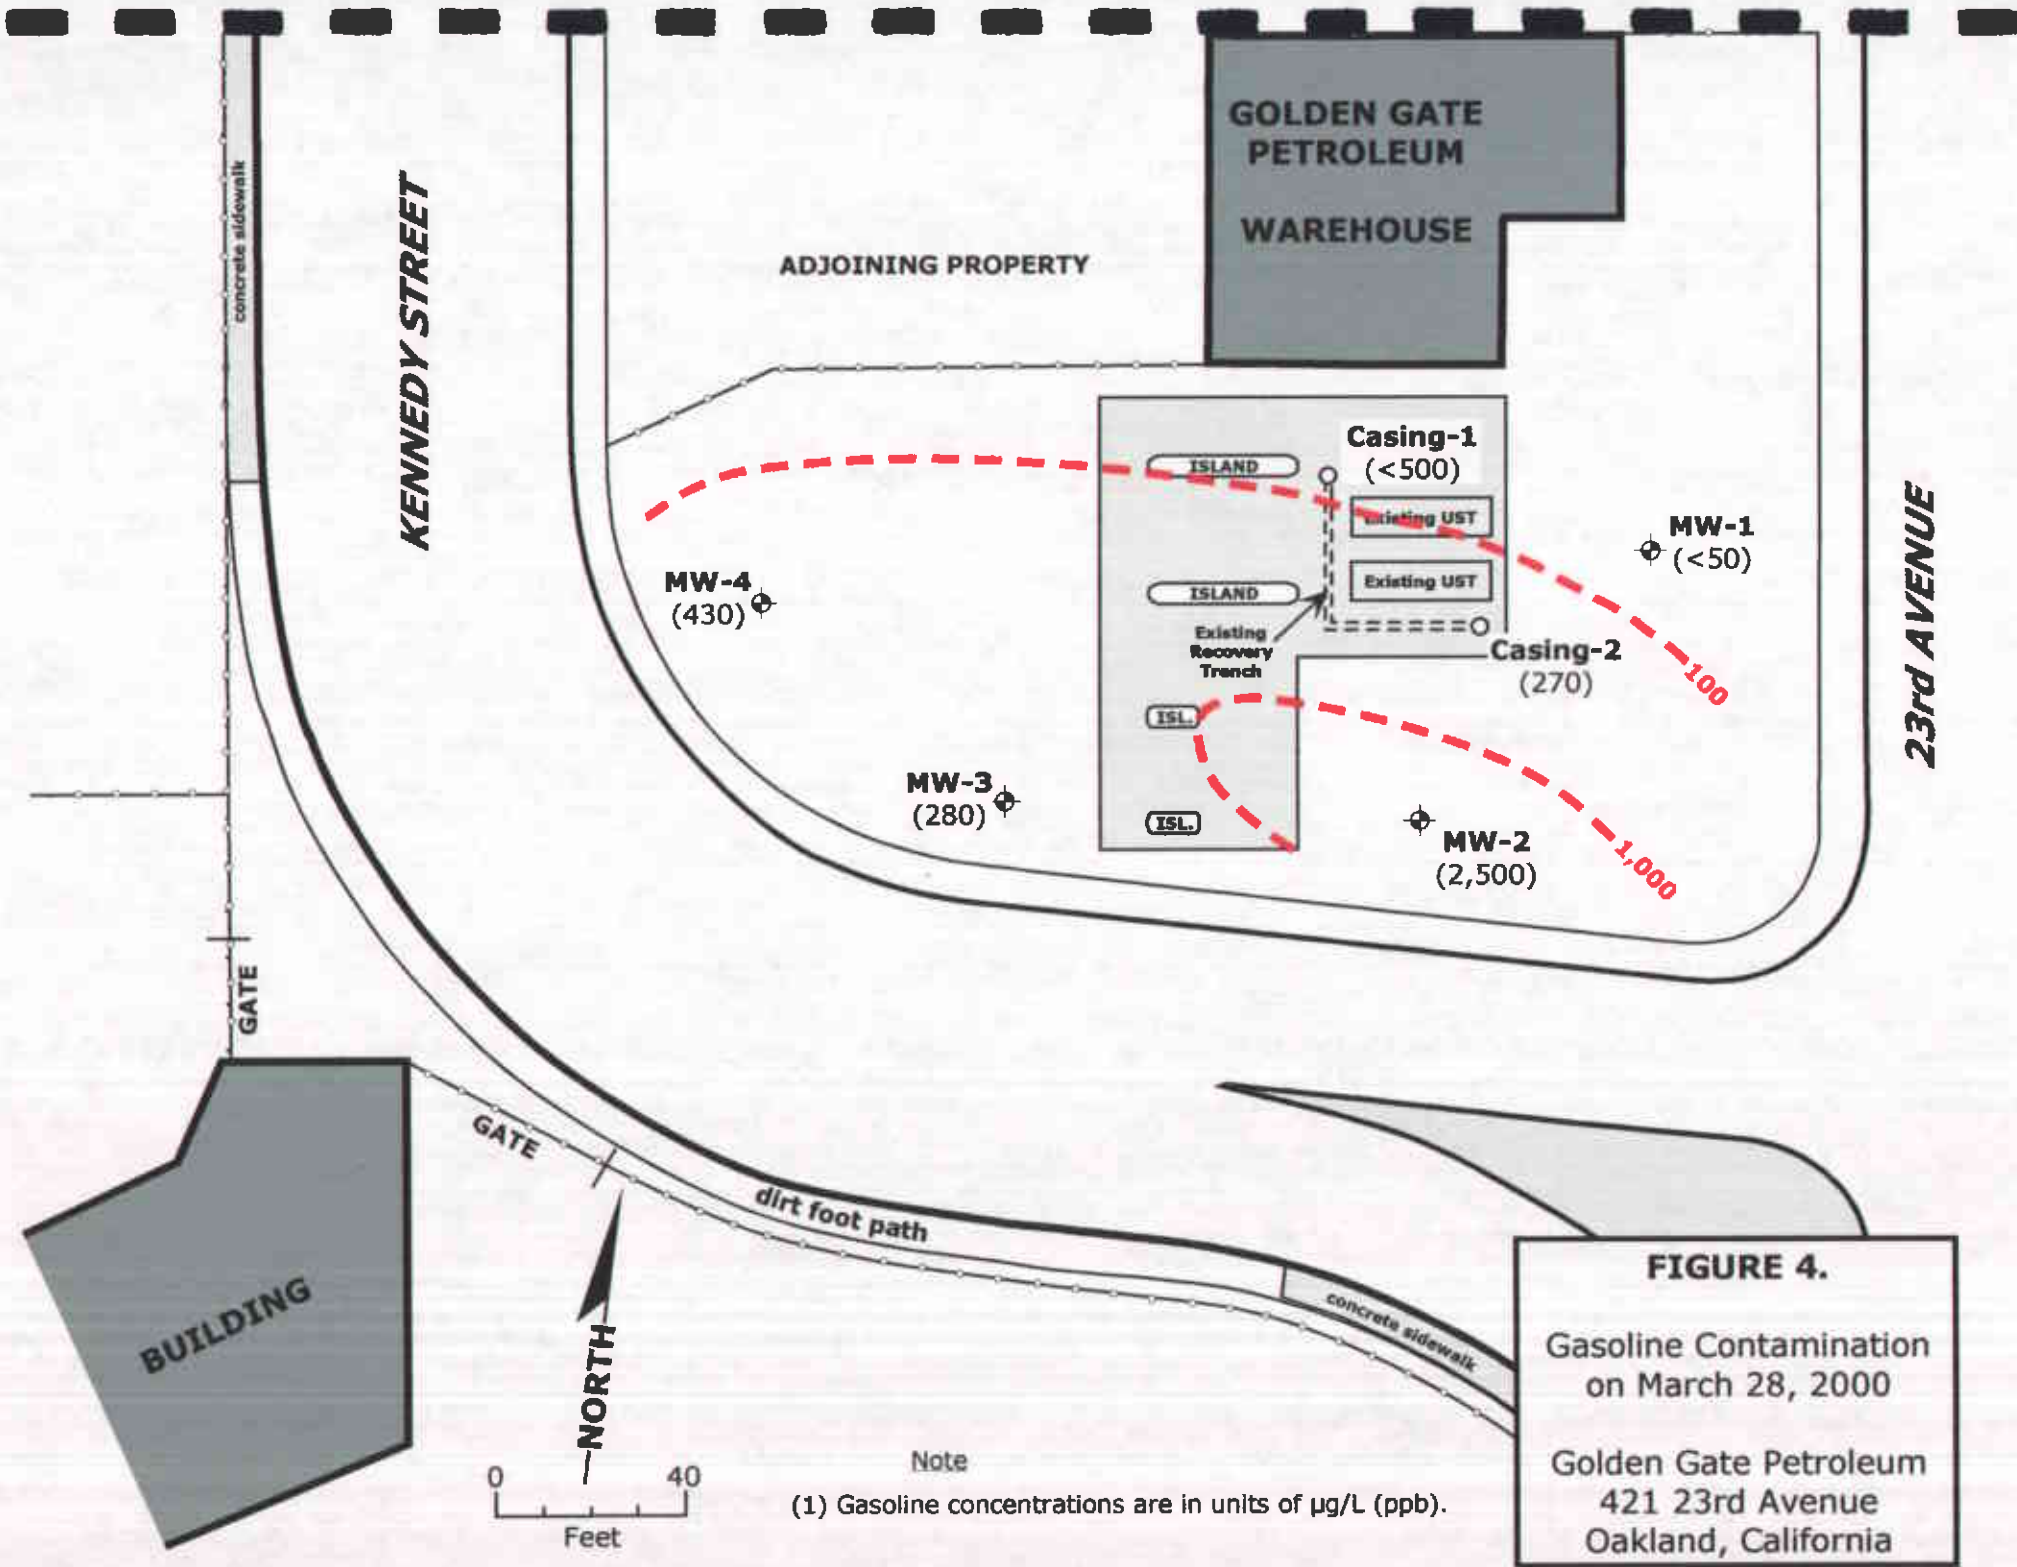 GOLDEN GATE
PETROLEUM
WAREHOUSE
concrete sidewalk
KENNEDY STREET
ADJOINING PROPERTY
Casing-1
(<500)
ISLAND
Existing UST
MW-1
(<50)
23rd AVENUE
MW-4
(430)
ISLAND
Existing UST
Existing
Recovery
Trench
Casing-2
(270)
100
ISL.
MW-3
(280)
ISL.
MW-2
(2,500)
1,000
GATE
GATE
dirt foot path
BUILDING
concrete sidewalk
NORTH
0 40
Feet
Note
(1) Gasoline concentrations are in units of µg/L (ppb).
FIGURE 4.
Gasoline Contamination
on March 28, 2000
Golden Gate Petroleum
421 23rd Avenue
Oakland, California